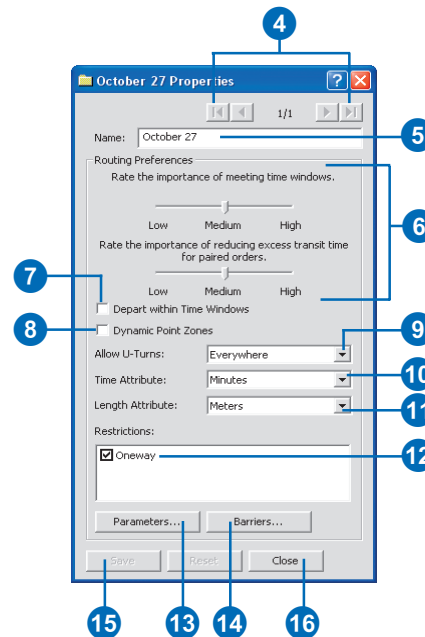 4
October 27 Properties
1/1
Name: October 27
5
Routing Preferences
Rate the importance of meeting time windows.
Low Medium High
6
Rate the importance of reducing excess transit time
for paired orders.
Low Medium High
7
Depart within Time Windows
8
Dynamic Point Zones
9
Allow U-Turns: Everywhere
10
Time Attribute: Minutes
11
Length Attribute: Meters
Restrictions:
Oneway
12
Parameters... Barriers...
Save Reset Close
15 13 14 16